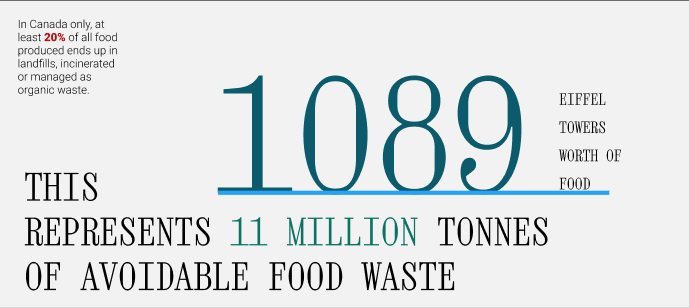 In Canada only, at
least 20% of all food
produced ends up in
landfills, incinerated
or managed as
organic waste.
1089
EIFFEL
TOWERS
WORTH OF
FOOD
THIS
REPRESENTS 11 MILLION TONNES
OF AVOIDABLE FOOD WASTE